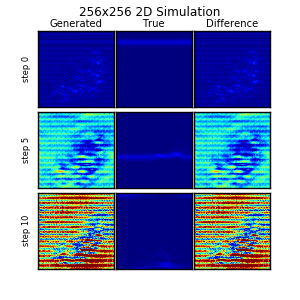 256x256 2D Simulation
Generated True Difference
step 0
step 5
step 10